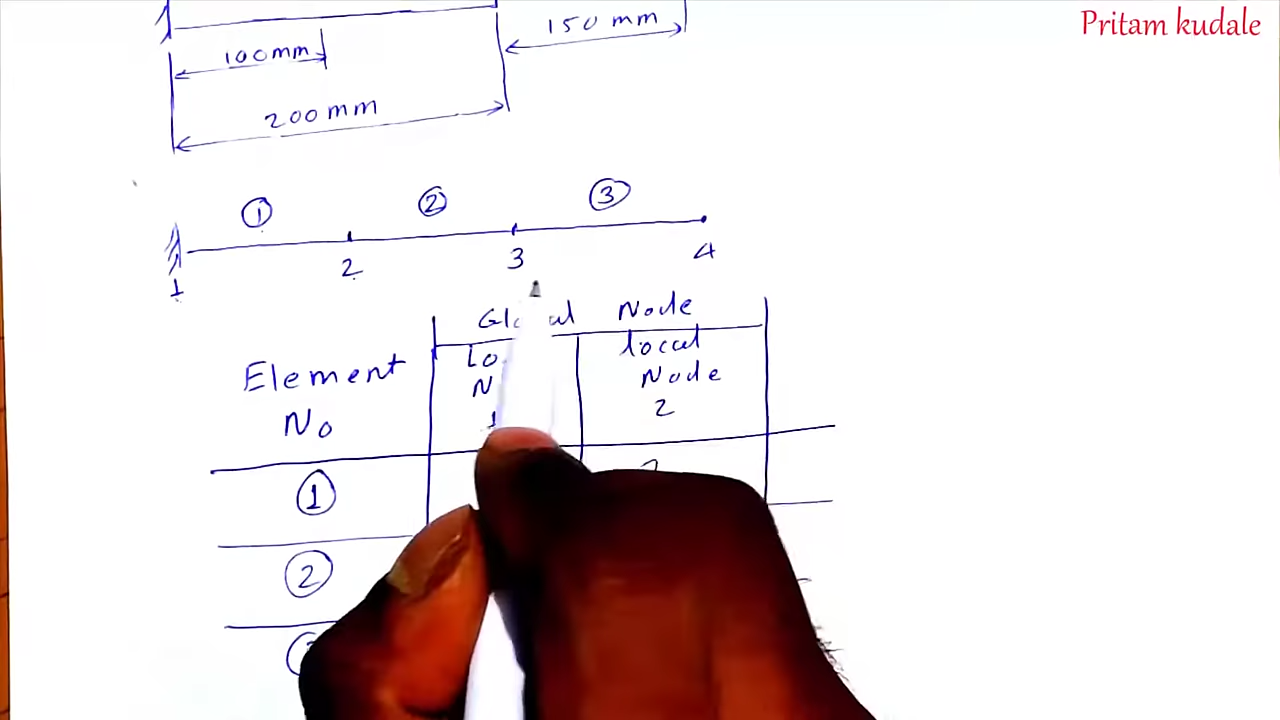 Pritam kudale
150 mm
100mm
200mm
1 2 3
1 2 3 4
Node
local
Element Node
No 1 2
1
2